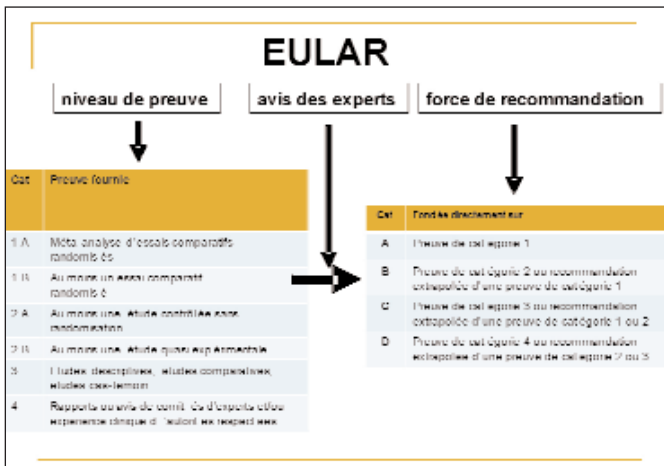 EULAR
niveau de preuve
avis des experts
force de recommandation
Cat Preuve fournie
1 A Méta-analyse d'essais comparatifs
randomisés
1 B Au moins un essai comparatif
randomisé
2 A Au moins une étude contrôlée sans
randomisation
2 B Au moins une étude quasi expérimentale
3 Etudes descriptives, études comparatives,
études cas-témoin
4 Rapports ou avis de comités d'experts et/ou
expérience clinique d'autorités respectées
Cat Fondée directement sur
A Preuve de catégorie 1
B Preuve de catégorie 2 ou recommandation
extrapolée d'une preuve de catégorie 1
C Preuve de catégorie 3 ou recommandation
extrapolée d'une preuve de catégorie 1 ou 2
D Preuve de catégorie 4 ou recommandation
extrapolée d'une preuve de catégorie 2 ou 3